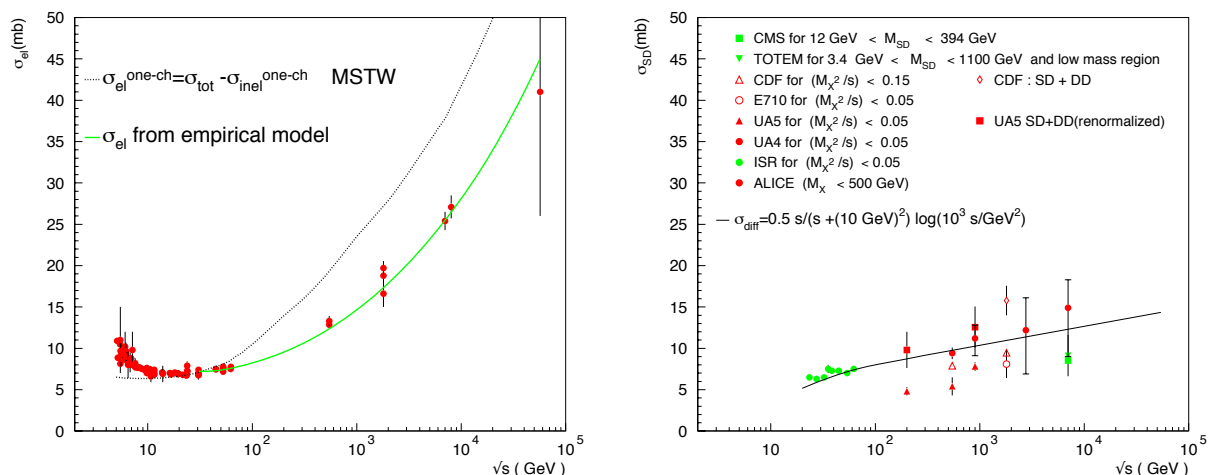 σel(mb)
50
45
40
35
30
25
20
15
10
5
0
σel one-ch=σtot -σinel one-ch MSTW
σel from empirical model
10
10²
10³
10⁴
10⁵
√s ( GeV )
σSD(mb)
50
45
40
35
30
25
20
15
10
5
0
CMS for 12 GeV < MSD < 394 GeV
TOTEM for 3.4 GeV < MSD < 1100 GeV and low mass region
CDF for (MX²/s) < 0.15
CDF : SD + DD
E710 for (MX²/s) < 0.05
UA5 for (MX²/s) < 0.05
UA5 SD+DD(renormalized)
UA4 for (MX²/s) < 0.05
ISR for (MX²/s) < 0.05
ALICE (MX < 500 GeV)
σdiff=0.5 s/(s +(10 GeV)²) log(10³ s/GeV²)
10
10²
10³
10⁴
10⁵
√s ( GeV )